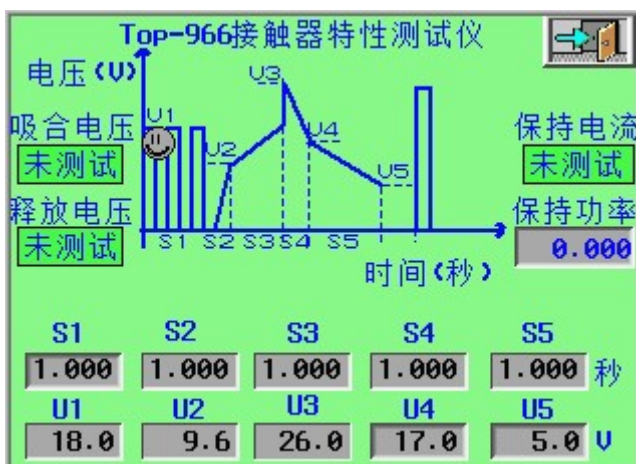 Top-966接触器特性测试仪
电压(V)
U3
吸合电压
U1
保持电流
未测试
U2
U4
未测试
释放电压
U5
保持功率
未测试
S1 S2 S3 S4 S5
0.000
时间(秒)
S1 S2 S3 S4 S5
1.000 1.000 1.000 1.000 1.000 秒
U1 U2 U3 U4 U5
18.0 9.6 26.0 17.0 5.0 V